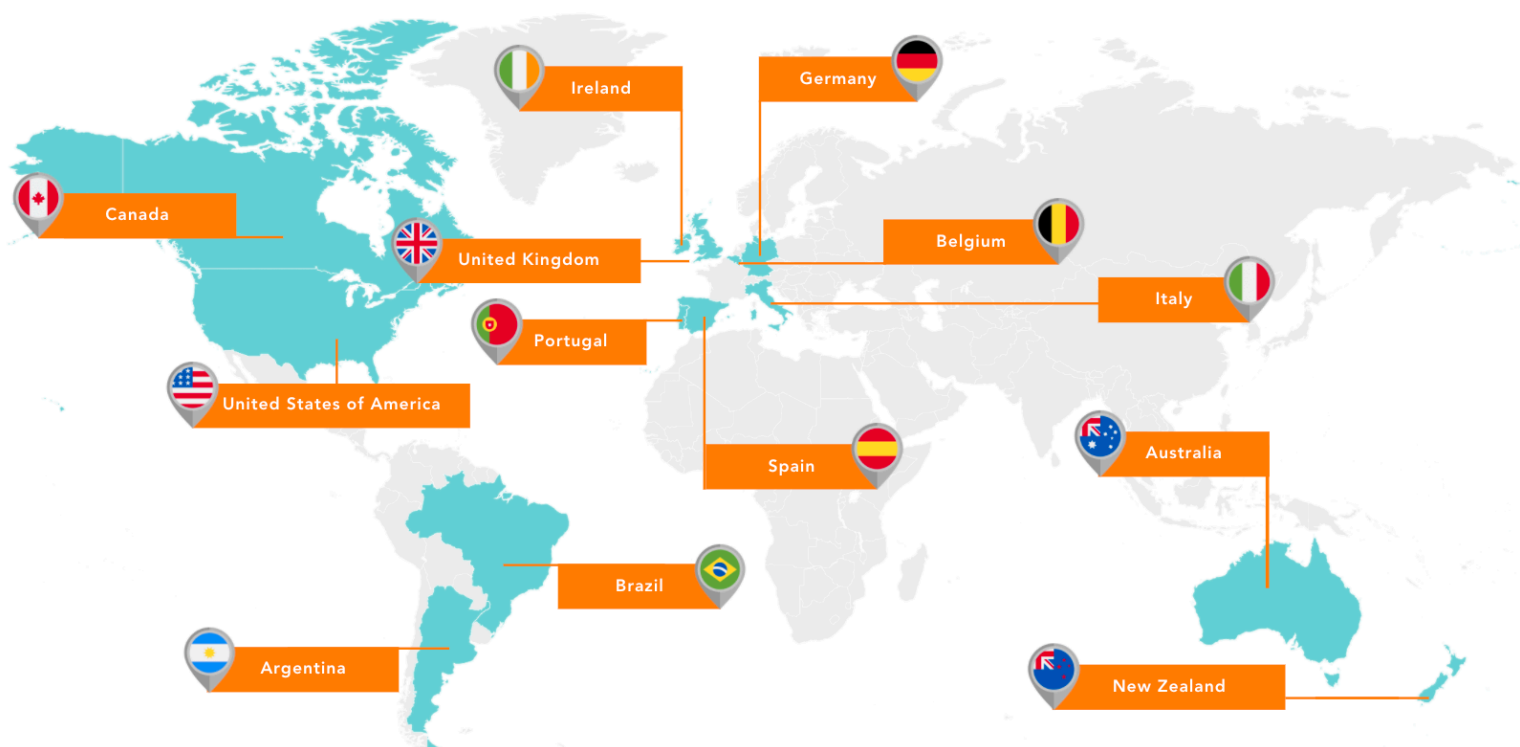 Ireland
Germany
Canada
Belgium
United Kingdom
Italy
Portugal
United States of America
Australia
Spain
Brazil
Argentina
New Zealand